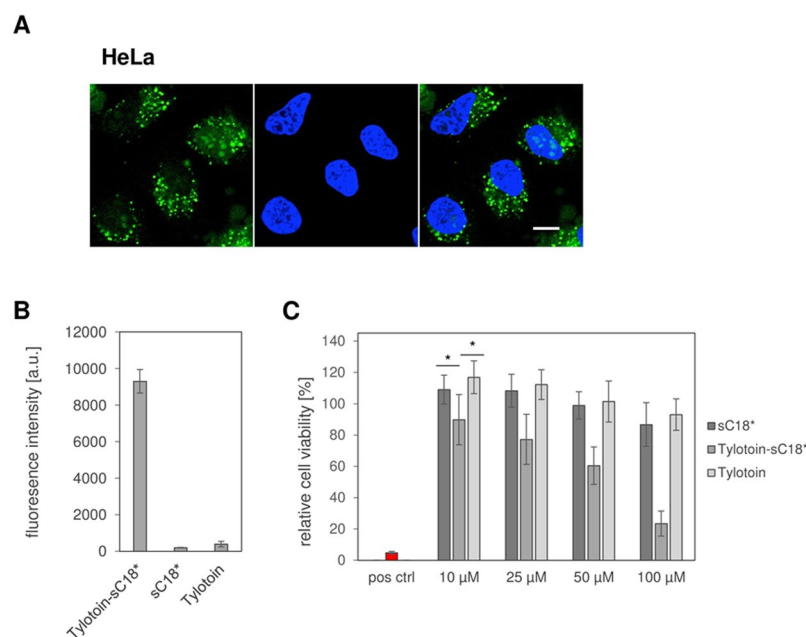 A
HeLa
B
fluoresence intensity [a.u.]
12000
10000
8000
6000
4000
2000
0
Tylotoin-sC18*
sC18*
Tylotoin
C
relative cell viability [%]
140
120
100
80
60
40
20
0
* *
pos ctrl 10 µM 25 µM 50 µM 100 µM
sC18*
Tylotoin-sC18*
Tylotoin